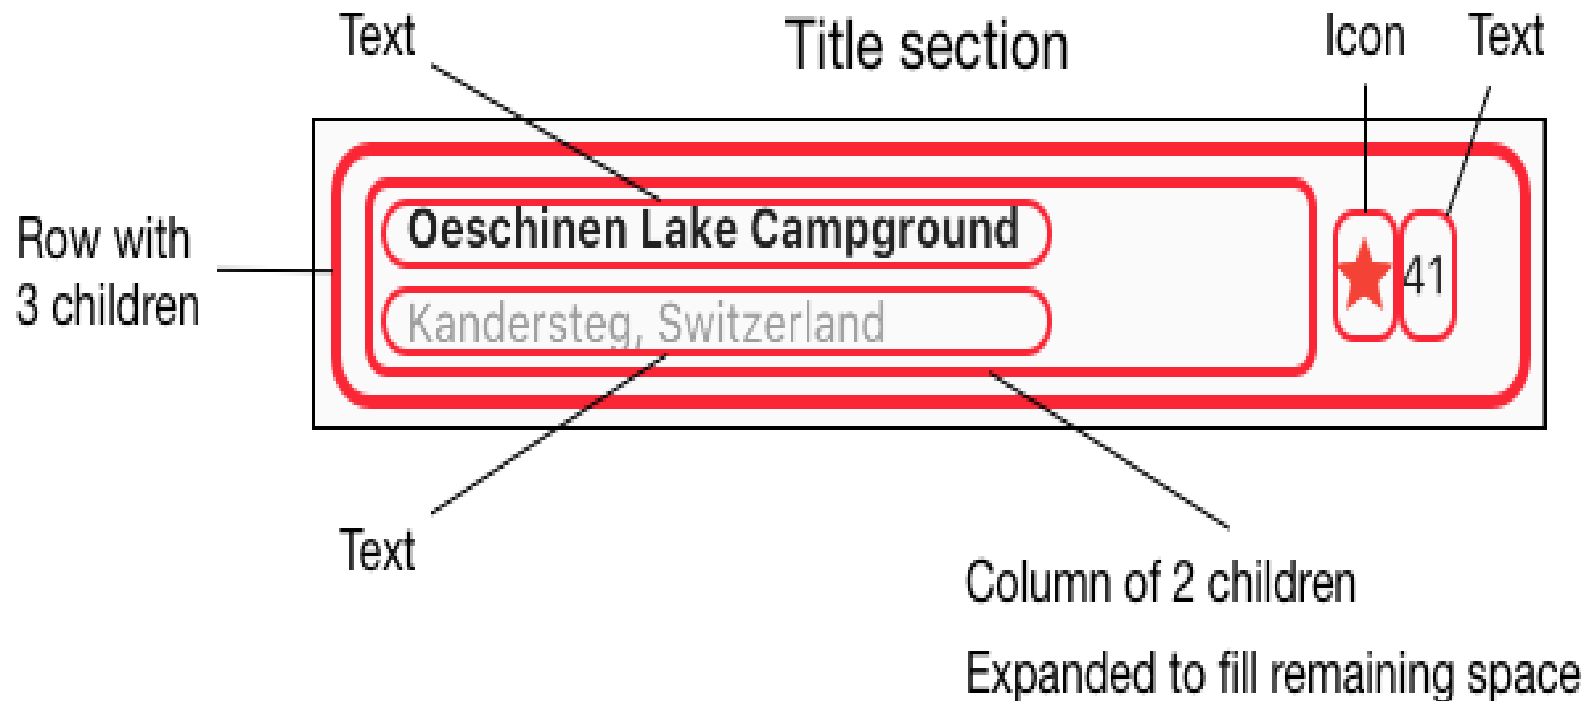 Text
Title section
Icon
Text
Row with
3 children
Oeschinen Lake Campground
Kandersteg, Switzerland
41
Text
Column of 2 children
Expanded to fill remaining space